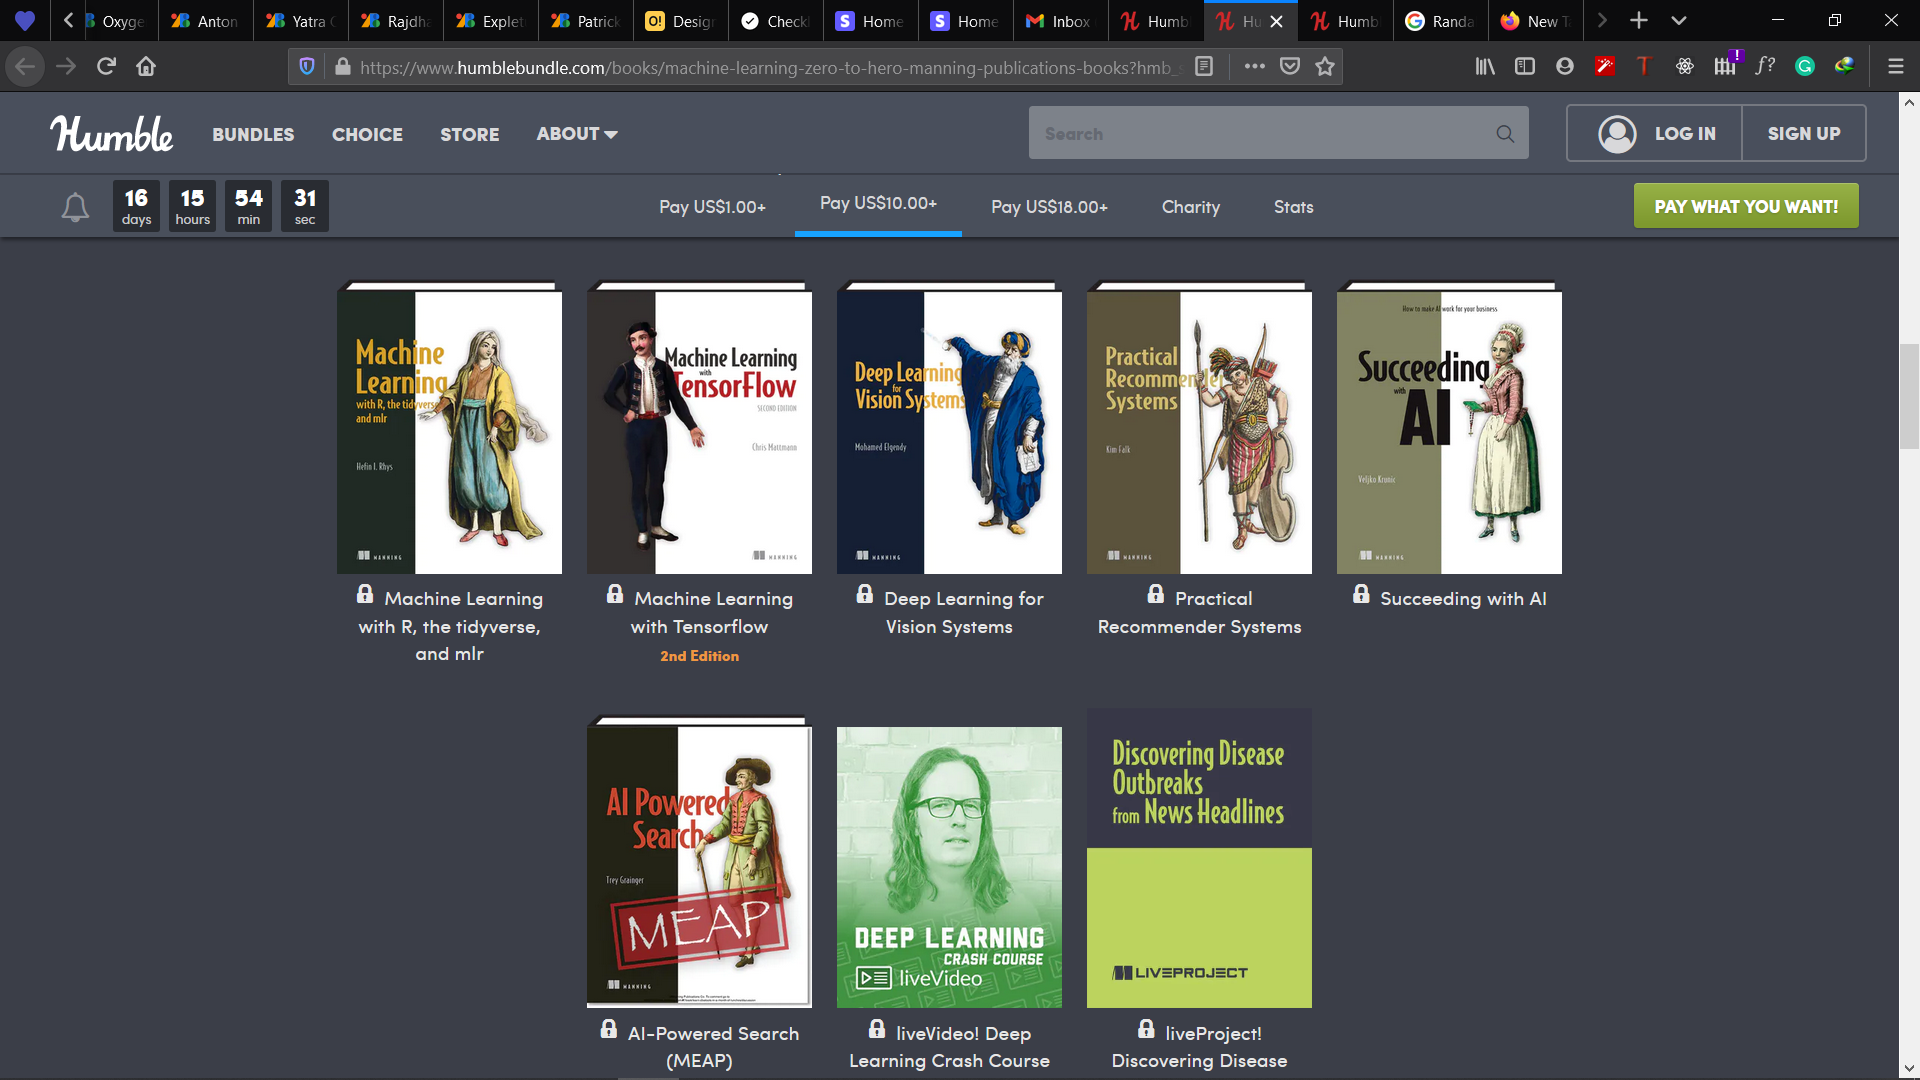 Oxyge
Anton
Yatra
Rajdha
Explet
Patrick
O! Design
Checkl
S Home
S Home
Inbox
Humb
Hu
Humbl
Randa
New T
https://www.humblebundle.com/books/machine-learning-zero-to-hero-manning-publications-books?hmb_s
f?
Humble
BUNDLES
CHOICE
STORE
ABOUT
Search
LOG IN
SIGN UP
16 days
15 hours
54 min
31 sec
Pay US$1.00+
Pay US$10.00+
Pay US$18.00+
Charity
Stats
PAY WHAT YOU WANT!
Machine
Learning
with R, the tidyverse
and mlr
Hefin I. Rhys
MANNING
Machine Learning
with
TensorFlow
SECOND EDITION
Chris Mattmann
MANNING
Deep Learning
for
Vision Systems
Mohamed Elgendy
MANNING
Practical
Recommender
Systems
Kim Falk
MANNING
How to make AI work for your business
Succeeding
with
AI
Veljko Krunic
MANNING
Machine Learning
with R, the tidyverse,
and mlr
Machine Learning
with Tensorflow
2nd Edition
Deep Learning for
Vision Systems
Practical
Recommender Systems
Succeeding with AI
AI Powered
Search
Trey Grainger
MEAP
MANNING
DEEP LEARNING
CRASH COURSE
liveVideo
Discovering Disease
Outbreaks
from News Headlines
LIVEPROJECT
AI-Powered Search
(MEAP)
liveVideo! Deep
Learning Crash Course
liveProject!
Discovering Disease